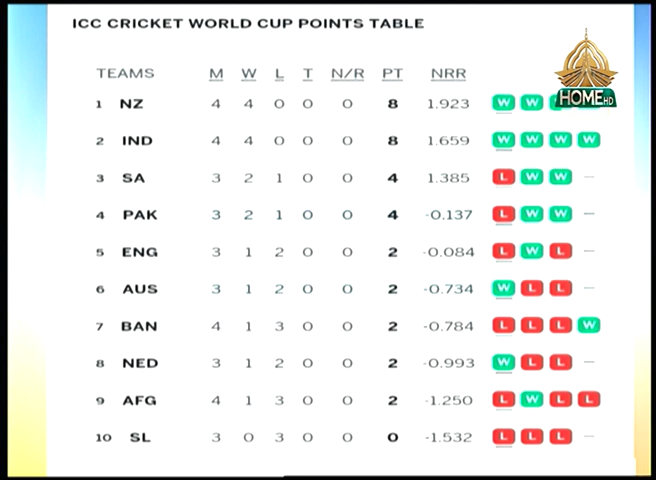 ICC CRICKET WORLD CUP POINTS TABLE
TEAMS M W L T N/R PT NRR
1 NZ 4 4 0 0 0 8 1.923 W W
HOME HD
2 IND 4 4 0 0 0 8 1.659 W W W W
3 SA 3 2 1 0 0 4 1.385 L W W —
4 PAK 3 2 1 0 0 4 -0.137 L W W —
5 ENG 3 1 2 0 0 2 -0.084 L W L —
6 AUS 3 1 2 0 0 2 -0.734 W L L —
7 BAN 4 1 3 0 0 2 -0.784 L L L W
8 NED 3 1 2 0 0 2 -0.993 W L L —
9 AFG 4 1 3 0 0 2 -1.250 L W L L
10 SL 3 0 3 0 0 0 -1.532 L L L —